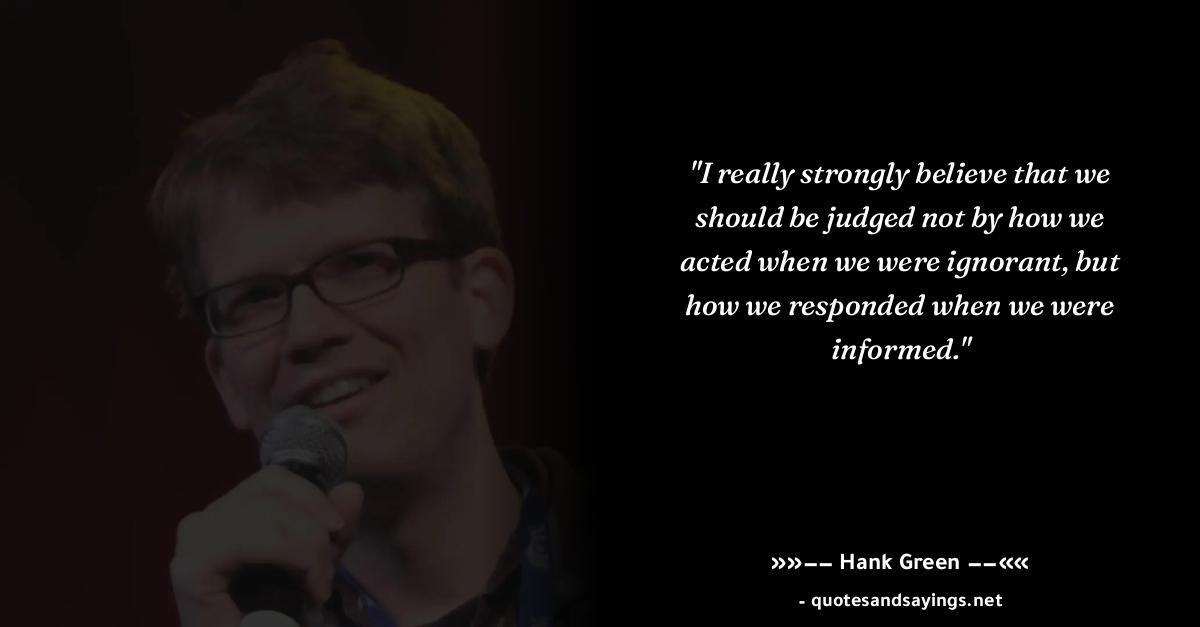 "I really strongly believe that we
should be judged not by how we
acted when we were ignorant, but
how we responded when we were
informed."
»»–– Hank Green ––««
- quotesandsayings.net